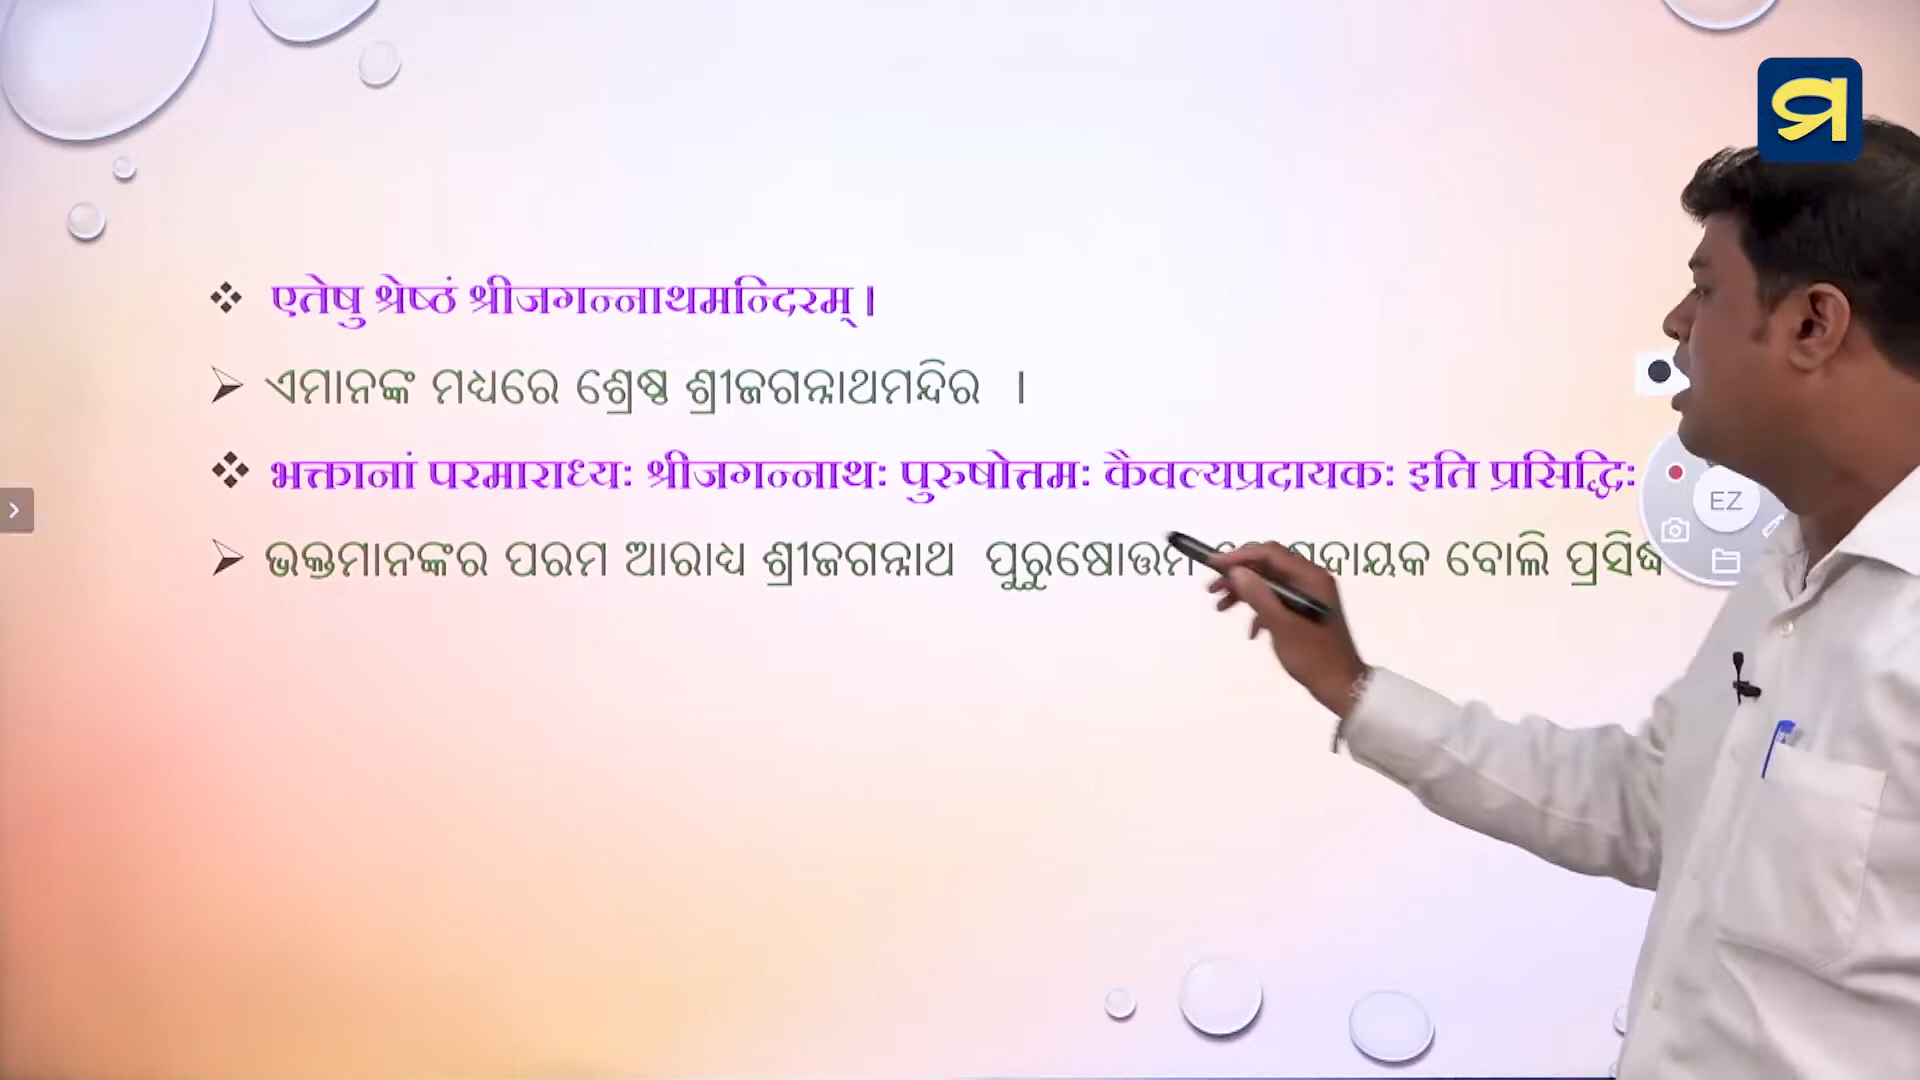 ସ
एतेषु श्रेष्ठं श्रीजगन्नाथमन्दिरम् ।
ଏମାନଙ୍କ ମଧ୍ୟରେ ଶ୍ରେଷ୍ଠ ଶ୍ରୀଜଗନ୍ନାଥମନ୍ଦିର ।
भक्तानां परमाराध्यः श्रीजगन्नाथः पुरुषोत्तमः कैवल्यप्रदायकः इति प्रसिद्धिः
EZ
ଭକ୍ତମାନଙ୍କର ପରମ ଆରାଧ୍ୟ ଶ୍ରୀଜଗନ୍ନାଥ ପୁରୁଷୋତ୍ତମ ବୋଲି ପ୍ରସିଦ୍ଧ